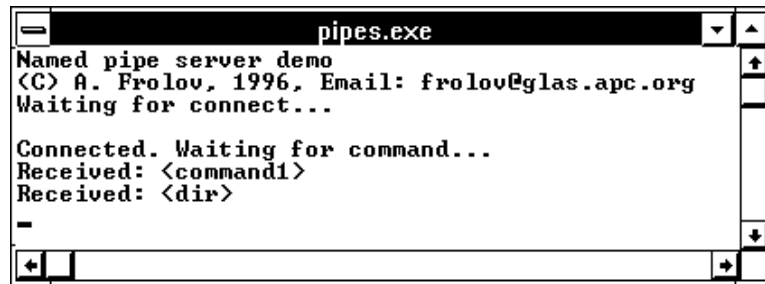 pipes.exe
Named pipe server demo
(C) A. Frolov, 1996, Email: frolov@glas.apc.org
Waiting for connect...
Connected. Waiting for command...
Received: <command1>
Received: <dir>